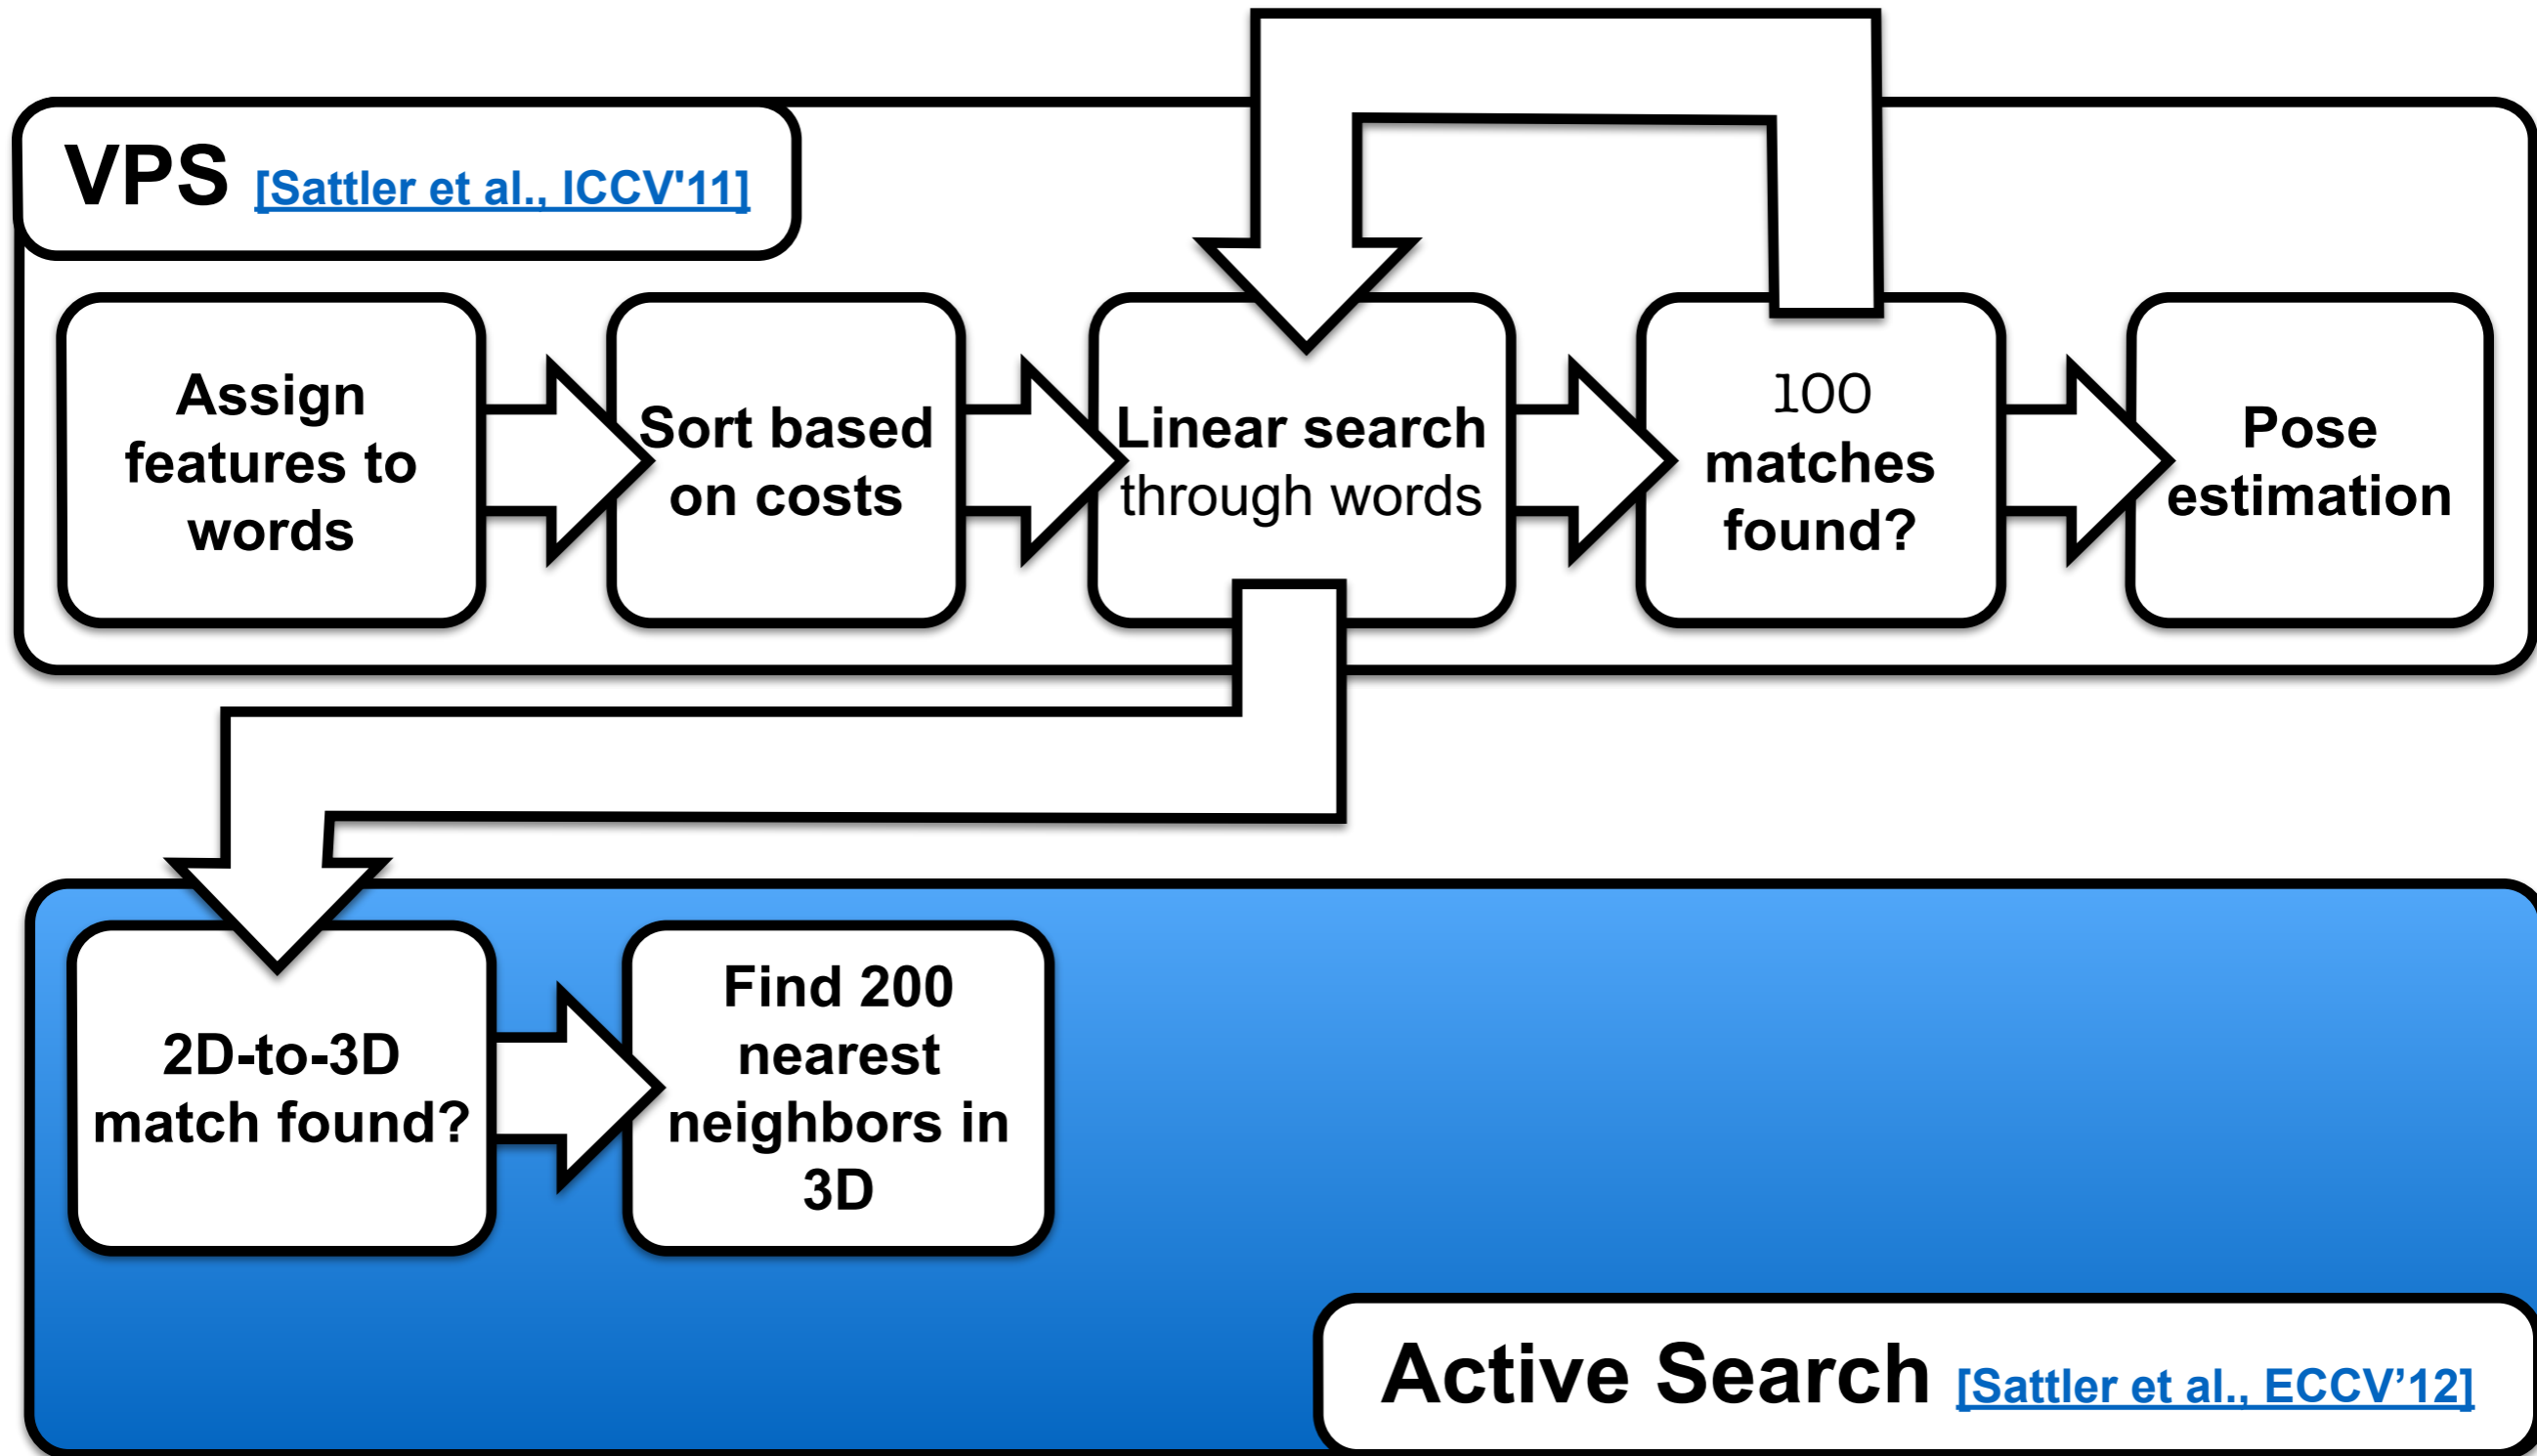 VPS [Sattler et al., ICCV'11]
Assign
features to
words
Sort based
on costs
Linear search
through words
100
matches
found?
Pose
estimation
2D-to-3D
match found?
Find 200
nearest
neighbors in
3D
Active Search [Sattler et al., ECCV’12]